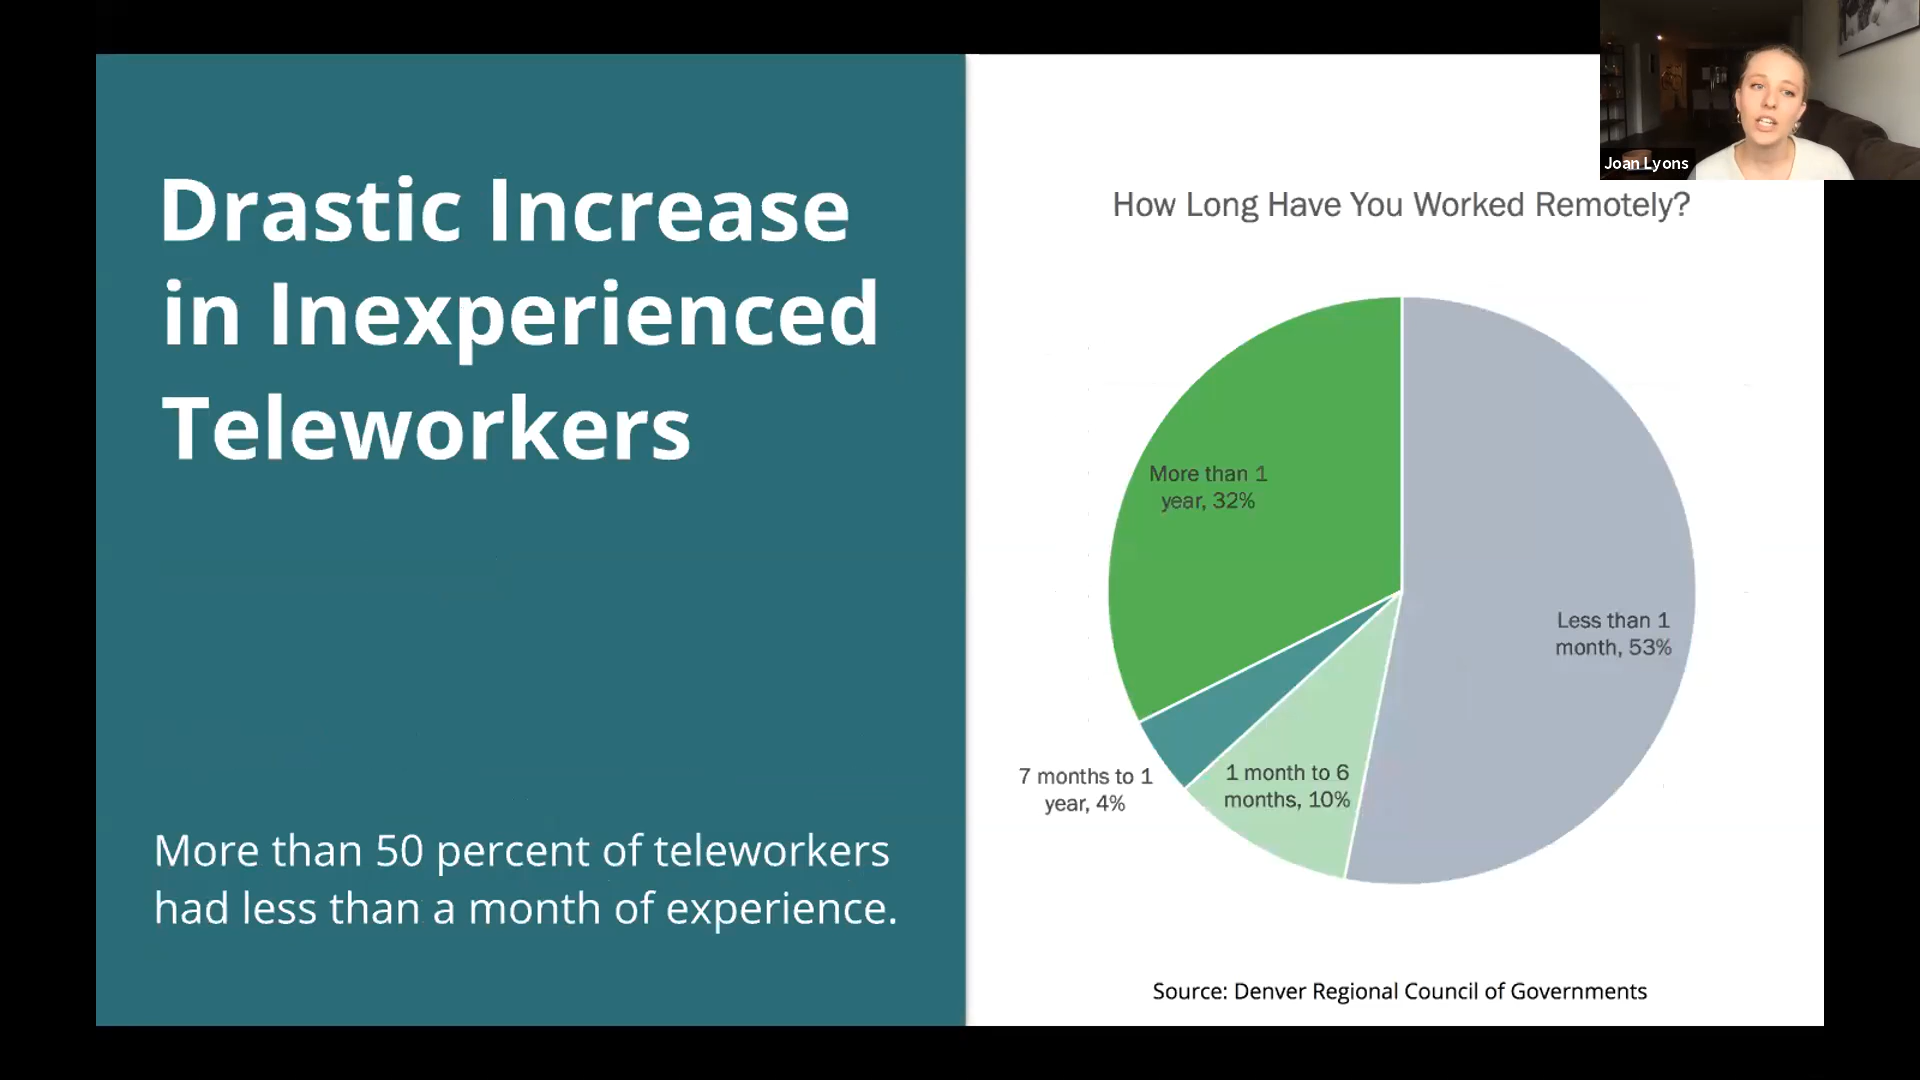 Drastic Increase
in Inexperienced
Teleworkers
More than 50 percent of teleworkers
had less than a month of experience.
Joan Lyons
How Long Have You Worked Remotely?
More than 1
year, 32%
Less than 1
month, 53%
7 months to 1
year, 4%
1 month to 6
months, 10%
Source: Denver Regional Council of Governments